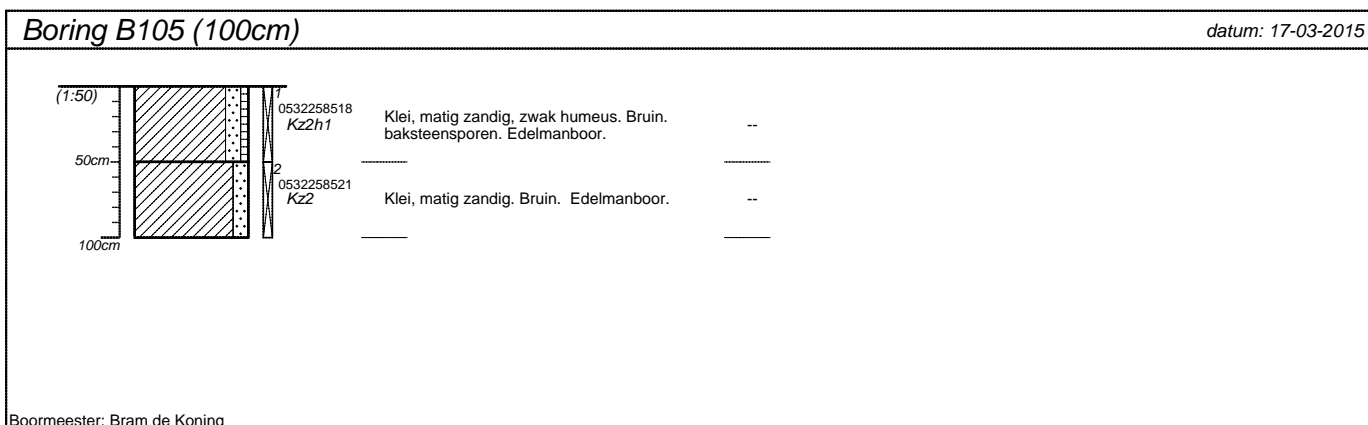 Boring B105 (100cm)
datum: 17-03-2015
(1:50)
1
0532258518
Kz2h1
Klei, matig zandig, zwak humeus. Bruin.
baksteensporen. Edelmanboor.
--
50cm
2
0532258521
Kz2
Klei, matig zandig. Bruin. Edelmanboor.
--
100cm
Boormeester: Bram de Koning